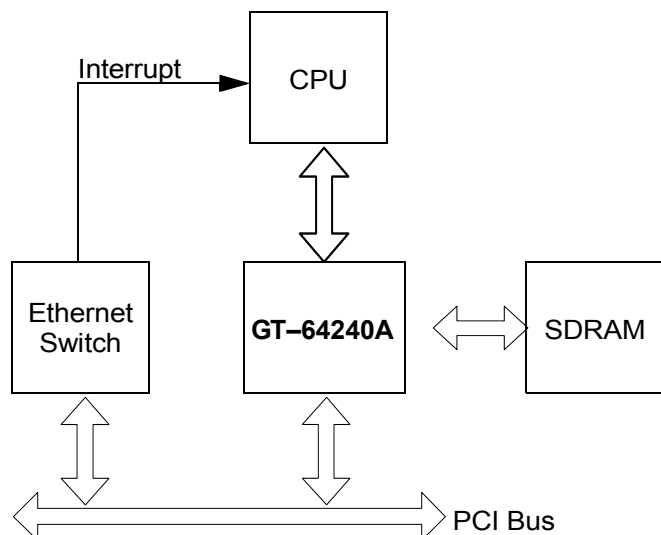 Interrupt
CPU
Ethernet
Switch
GT–64240A
SDRAM
PCI Bus